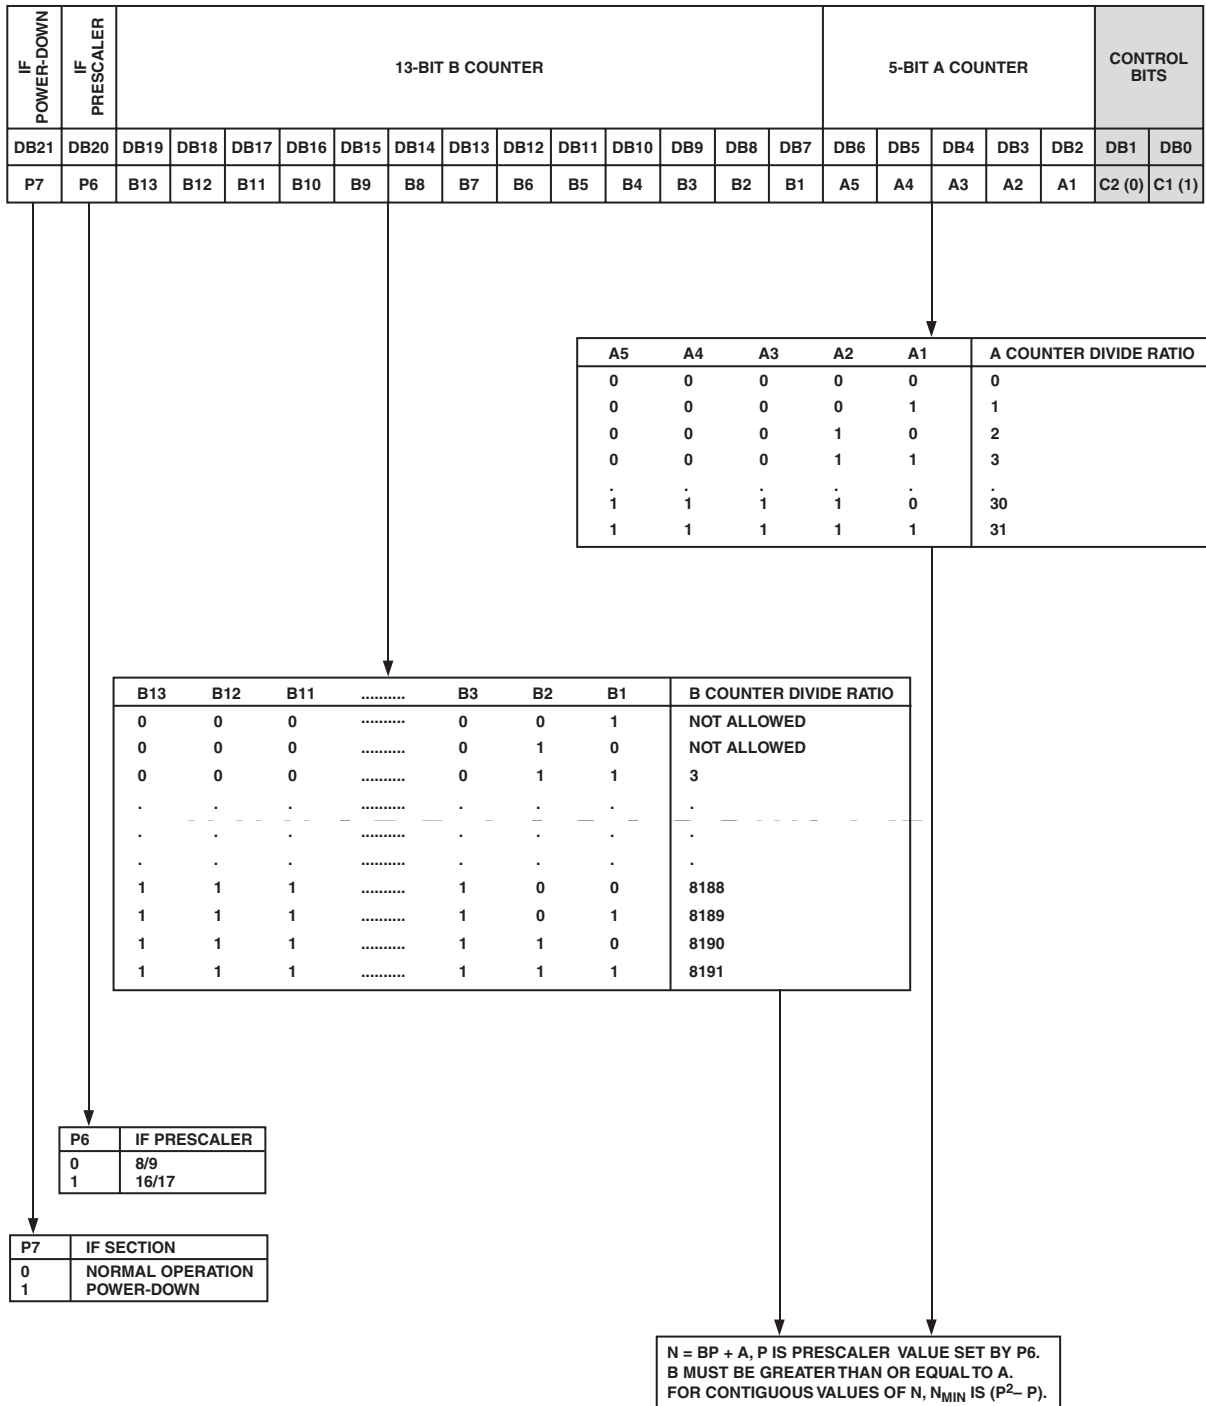 IF POWER-DOWN
IF PRESCALER
13-BIT B COUNTER
5-BIT A COUNTER
CONTROL BITS
DB21 DB20 DB19 DB18 DB17 DB16 DB15 DB14 DB13 DB12 DB11 DB10 DB9 DB8 DB7 DB6 DB5 DB4 DB3 DB2 DB1 DB0
P7 P6 B13 B12 B11 B10 B9 B8 B7 B6 B5 B4 B3 B2 B1 A5 A4 A3 A2 A1 C2 (0) C1 (1)
A5 A4 A3 A2 A1 A COUNTER DIVIDE RATIO
0 0 0 0 0 0
0 0 0 0 1 1
0 0 0 1 0 2
0 0 0 1 1 3
. . . . . .
1 1 1 1 0 30
1 1 1 1 1 31
B13 B12 B11 .......... B3 B2 B1 B COUNTER DIVIDE RATIO
0 0 0 .......... 0 0 1 NOT ALLOWED
0 0 0 .......... 0 1 0 NOT ALLOWED
0 0 0 .......... 0 1 1 3
. . . .......... . . . .
. . . .......... . . . .
. . . .......... . . . .
1 1 1 .......... 1 0 0 8188
1 1 1 .......... 1 0 1 8189
1 1 1 .......... 1 1 0 8190
1 1 1 .......... 1 1 1 8191
P6 IF PRESCALER
0 8/9
1 16/17
P7 IF SECTION
0 NORMAL OPERATION
1 POWER-DOWN
N = BP + A, P IS PRESCALER VALUE SET BY P6.
B MUST BE GREATER THAN OR EQUAL TO A.
FOR CONTIGUOUS VALUES OF N, NMIN IS (P2– P).